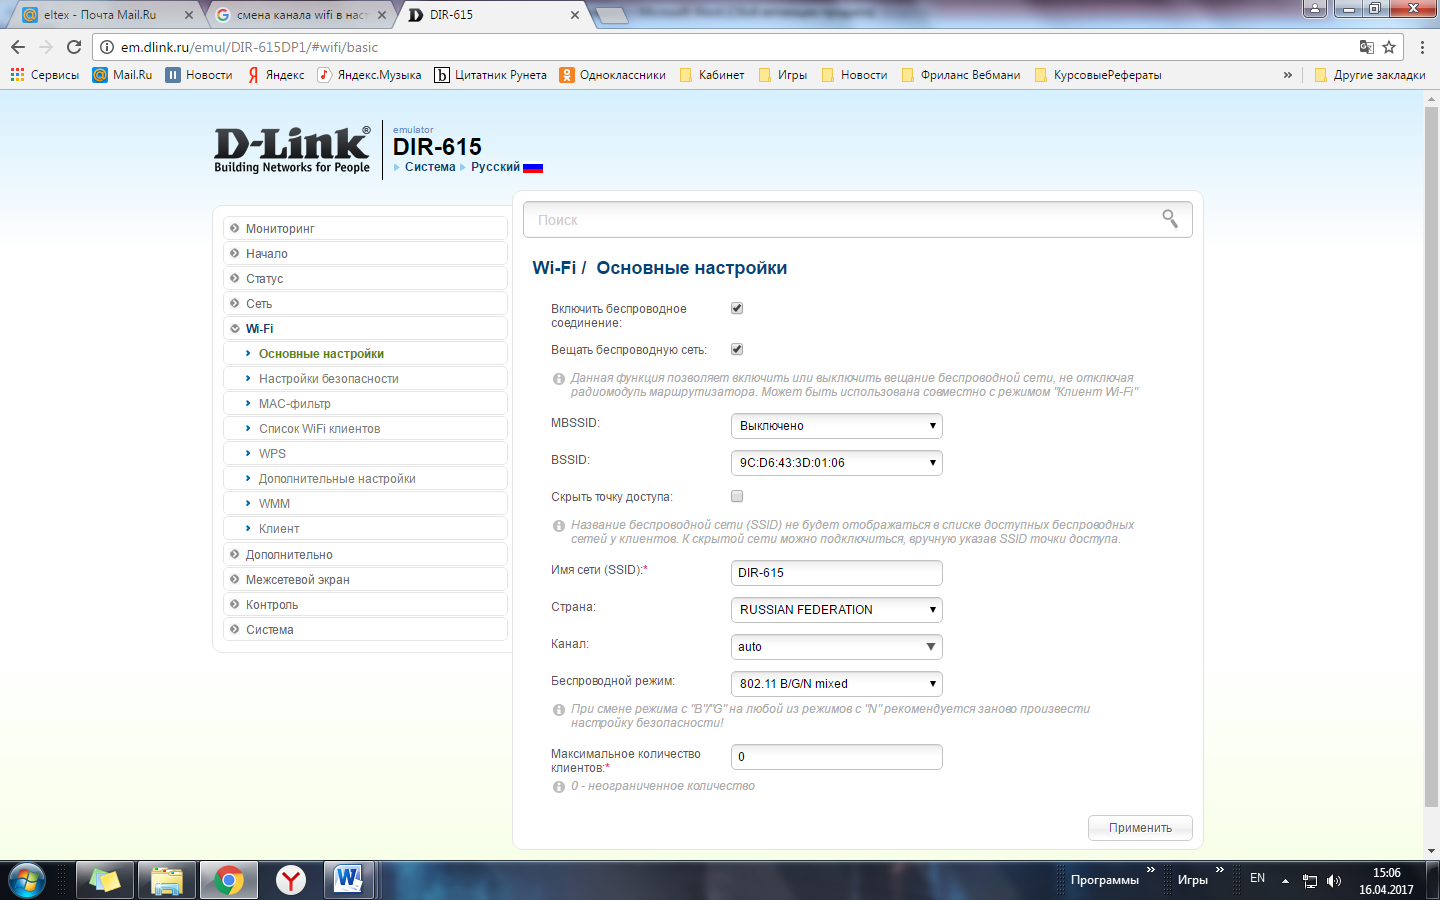 eltex - Почта Mail.Ru
смена канала wifi в наст
DIR-615
em.dlink.ru/emul/DIR-615DP1/#wifi/basic
Сервисы
Mail.Ru
Новости
Яндекс
Яндекс.Музыка
Цитатник Рунета
Одноклассники
Кабинет
Игры
Новости
Фриланс Вебмани
КурсовыеРефераты
»
Другие закладки
D-Link®
Building Networks for People
emulator
DIR-615
Система
Русский
Мониторинг
Начало
Статус
Сеть
Wi-Fi
Основные настройки
Настройки безопасности
MAC-фильтр
Список WiFi клиентов
WPS
Дополнительные настройки
WMM
Клиент
Дополнительно
Межсетевой экран
Контроль
Система
Поиск
Wi-Fi / Основные настройки
Включить беспроводное
соединение:
Вещать беспроводную сеть:
Данная функция позволяет включить или выключить вещание беспроводной сети, не отключая
радиомодуль маршрутизатора. Может быть использована совместно с режимом "Клиент Wi-Fi"
MBSSID:
Выключено
BSSID:
9C:D6:43:3D:01:06
Скрыть точку доступа:
Название беспроводной сети (SSID) не будет отображаться в списке доступных беспроводных
сетей у клиентов. К скрытой сети можно подключиться, вручную указав SSID точки доступа.
Имя сети (SSID):*
DIR-615
Страна:
RUSSIAN FEDERATION
Канал:
auto
Беспроводной режим:
802.11 B/G/N mixed
При смене режима с "B"/"G" на любой из режимов с "N" рекомендуется заново произвести
настройку безопасности!
Максимальное количество
клиентов:*
0
0 - неограниченное количество
Применить
Программы
»
Игры
»
EN
15:06
16.04.2017